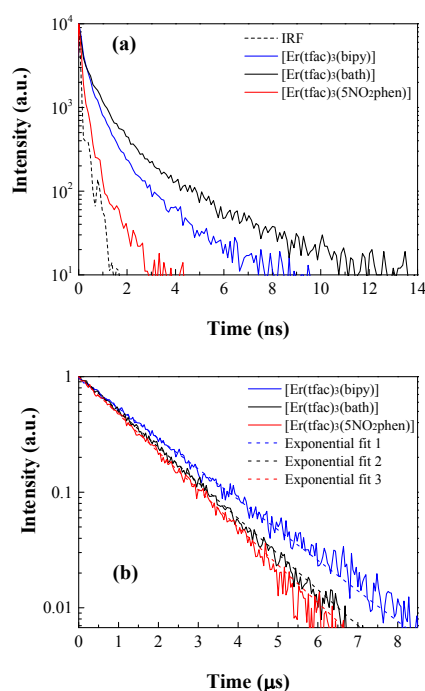 (a)
IRF
[Er(tfac)₃(bipy)]
[Er(tfac)₃(bath)]
[Er(tfac)₃(5NO₂phen)]
Intensity (a.u.)
10⁴
10³
10²
10¹
0 2 4 6 8 10 12 14
Time (ns)
[Er(tfac)₃(bipy)]
[Er(tfac)₃(bath)]
[Er(tfac)₃(5NO₂phen)]
Exponential fit 1
Exponential fit 2
Exponential fit 3
(b)
Intensity (a.u.)
1
0.1
0.01
0 1 2 3 4 5 6 7 8
Time (μs)